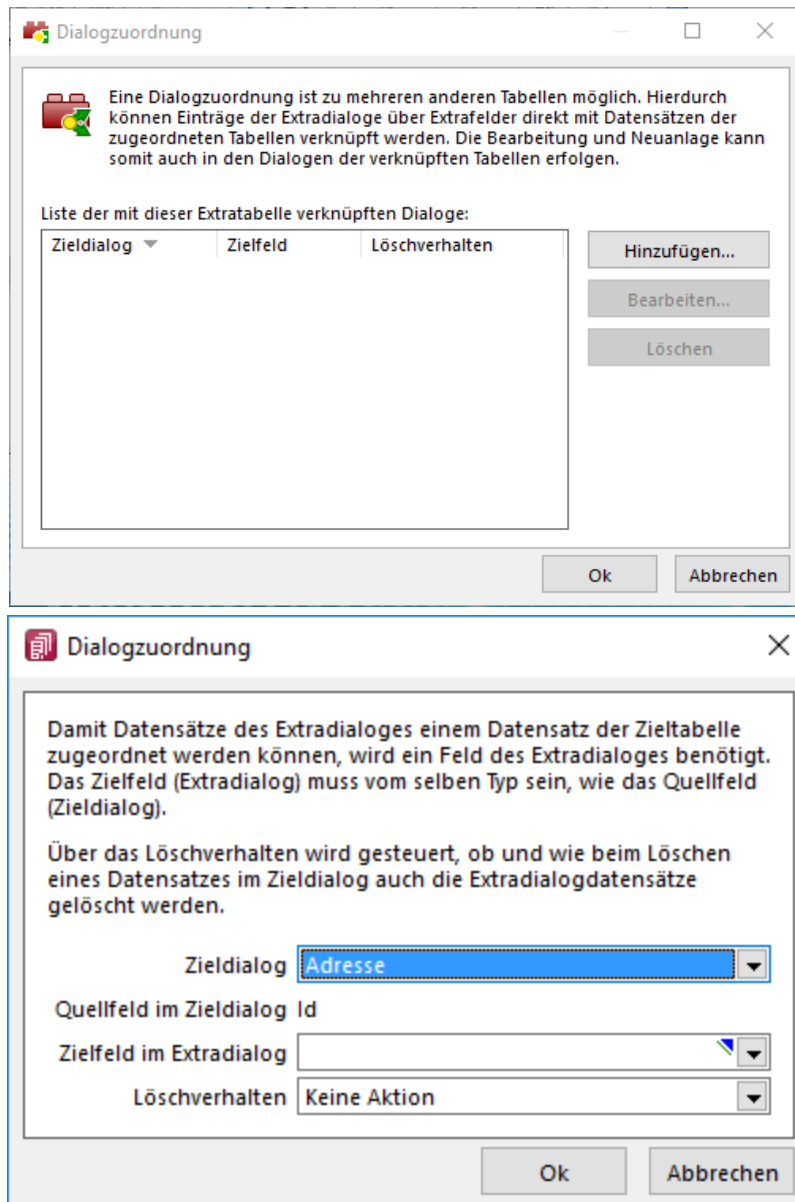 Dialogzuordnung
Eine Dialogzuordnung ist zu mehreren anderen Tabellen möglich. Hierdurch
können Einträge der Extradialoge über Extrafelder direkt mit Datensätzen der
zugeordneten Tabellen verknüpft werden. Die Bearbeitung und Neuanlage kann
somit auch in den Dialogen der verknüpften Tabellen erfolgen.
Liste der mit dieser Extratabelle verknüpften Dialoge:
Zieldialog Zielfeld Löschverhalten
Hinzufügen...
Bearbeiten...
Löschen
Ok Abbrechen
Dialogzuordnung
Damit Datensätze des Extradialoges einem Datensatz der Zieltabelle
zugeordnet werden können, wird ein Feld des Extradialoges benötigt.
Das Zielfeld (Extradialog) muss vom selben Typ sein, wie das Quellfeld
(Zieldialog).
Über das Löschverhalten wird gesteuert, ob und wie beim Löschen
eines Datensatzes im Zieldialog auch die Extradialogdatensätze
gelöscht werden.
Zieldialog Adresse
Quellfeld im Zieldialog Id
Zielfeld im Extradialog
Löschverhalten Keine Aktion
Ok Abbrechen